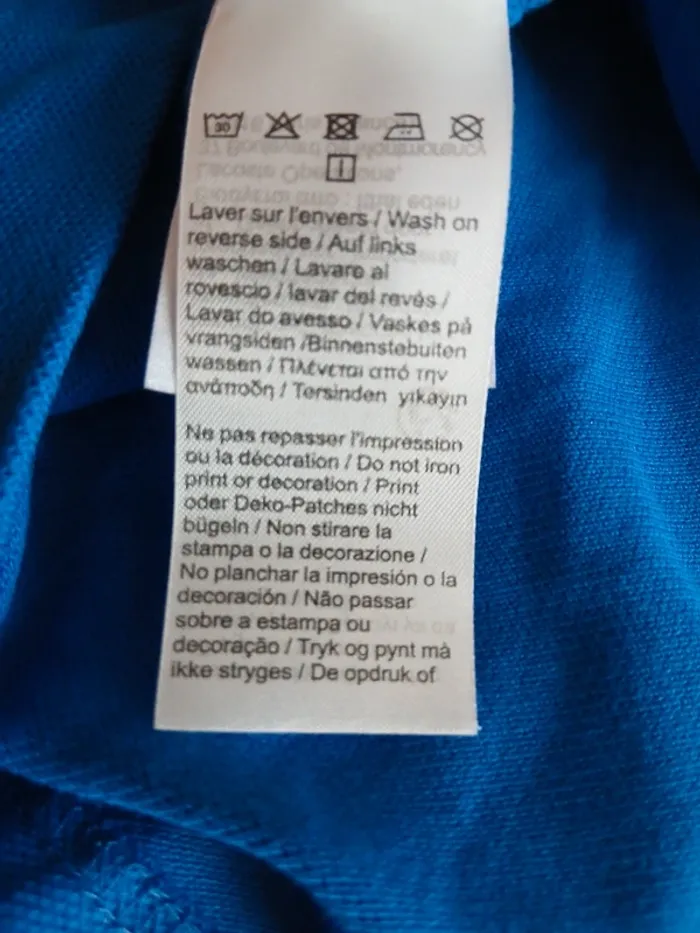 30
Laver sur l'envers / Wash on
reverse side / Auf links
waschen / Lavare al
rovescio / lavar del revés /
Lavar do avesso / Vaskes på
vrangsiden /Binnenstebuiten
wassen / Πλένεται από την
ανάποδη / Tersinden yıkayın
Ne pas repasser l'impression
ou la décoration / Do not iron
print or decoration / Print
oder Deko-Patches nicht
bügeln / Non stirare la
stampa o la decorazione /
No planchar la impresión o la
decoración / Não passar
sobre a estampa ou
decoração / Tryk og pynt må
ikke stryges / De opdruk of